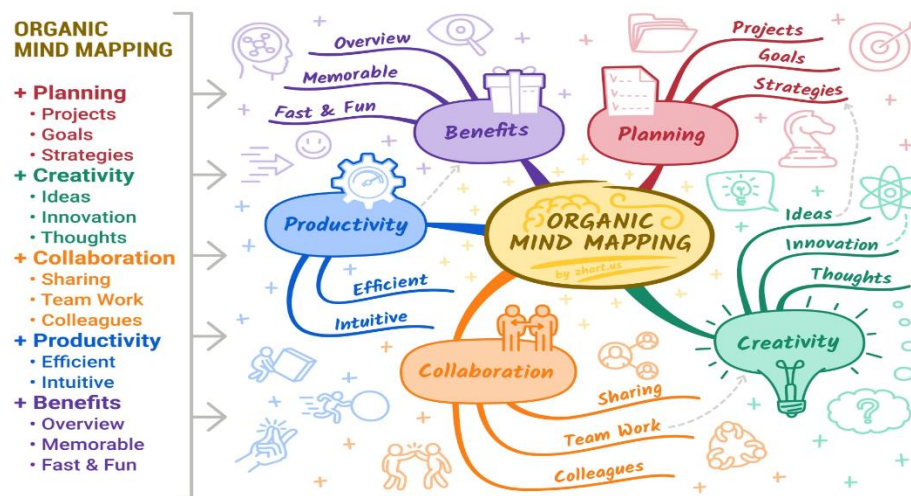 ORGANIC
MIND MAPPING
+ Planning
• Projects
• Goals
• Strategies
+ Creativity
• Ideas
• Innovation
• Thoughts
+ Collaboration
• Sharing
• Team Work
• Colleagues
+ Productivity
• Efficient
• Intuitive
+ Benefits
• Overview
• Memorable
• Fast & Fun
Overview
Memorable
Fast & Fun
Benefits
Projects
Goals
Strategies
Planning
Productivity
Efficient
Intuitive
ORGANIC
MIND MAPPING
by zhart.us
Ideas
Innovation
Thoughts
Creativity
Collaboration
Sharing
Team Work
Colleagues
?